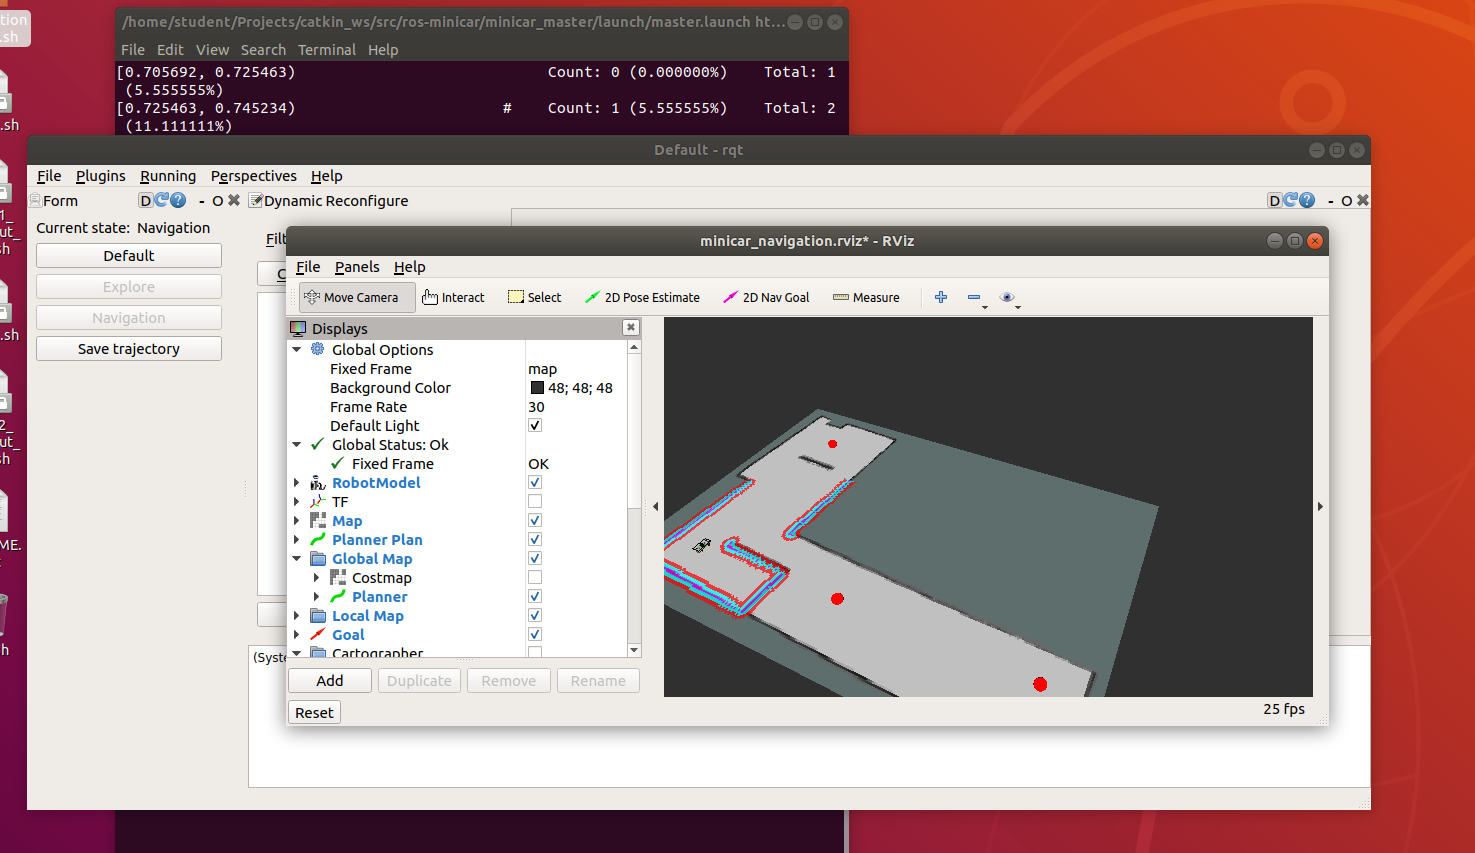 tion
.sh
/home/student/Projects/catkin_ws/src/ros-minicar/minicar_master/launch/master.launch ht...
File Edit View Search Terminal Help
[0.705692, 0.725463) Count: 0 (0.000000%) Total: 1
(5.555555%)
[0.725463, 0.745234) # Count: 1 (5.555555%) Total: 2
(11.111111%)
.sh
Default - rqt
File Plugins Running Perspectives Help
Form D ? - O Dynamic Reconfigure D ? - O
Current state: Navigation
Default
Explore
Navigation
Save trajectory
1_
ut_
sh
.sh
2_
ut_
sh
ME.
h
Filt
C
(Syste
minicar_navigation.rviz* - RViz
File Panels Help
Move Camera Interact Select 2D Pose Estimate 2D Nav Goal Measure
Displays
Global Options
Fixed Frame map
Background Color 48; 48; 48
Frame Rate 30
Default Light
Global Status: Ok
Fixed Frame OK
RobotModel
TF
Map
Planner Plan
Global Map
Costmap
Planner
Local Map
Goal
Cartographer
Add Duplicate Remove Rename
Reset
25 fps